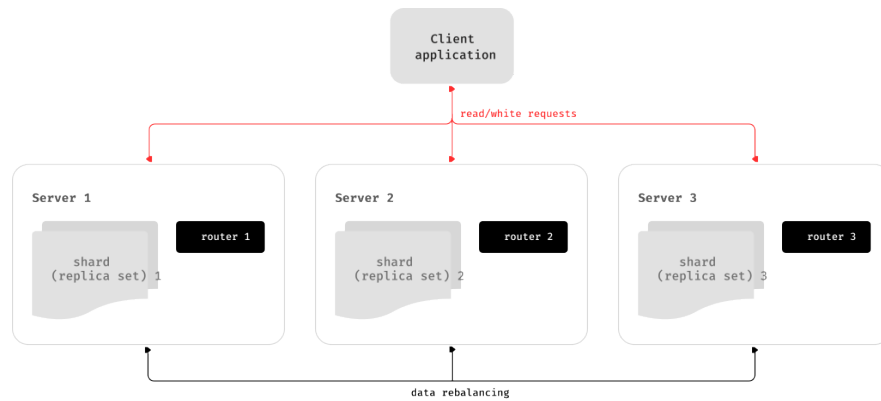 Client
application
read/white requests
Server 1
router 1
shard
(replica set) 1
Server 2
router 2
shard
(replica set) 2
Server 3
router 3
shard
(replica set) 3
data rebalancing